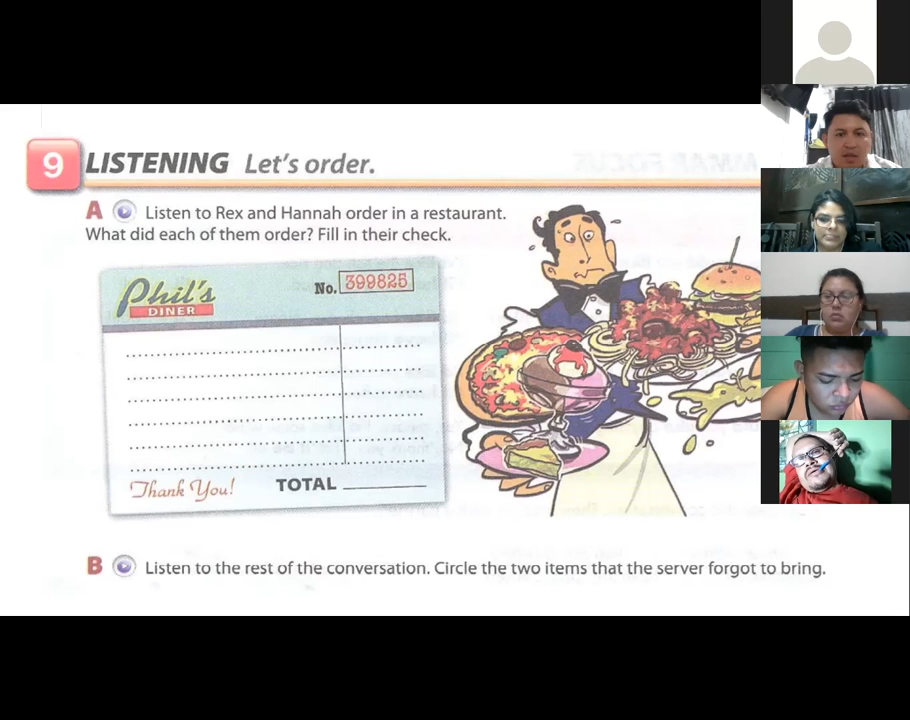 9 LISTENING Let's order.
A Listen to Rex and Hannah order in a restaurant.
What did each of them order? Fill in their check.
Phil's
DINER
No. 399825
Thank You! TOTAL
B Listen to the rest of the conversation. Circle the two items that the server forgot to bring.